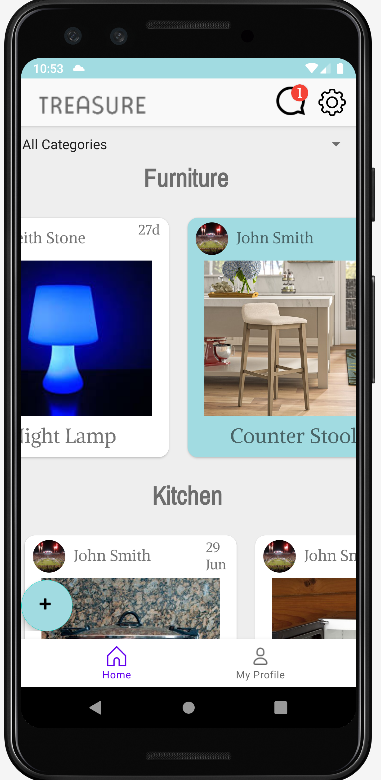 10:53
TREASURE
1
All Categories
Furniture
eith Stone
27d
John Smith
Night Lamp
Counter Stool
Kitchen
John Smith
29
Jun
John Sm
+
Home
My Profile